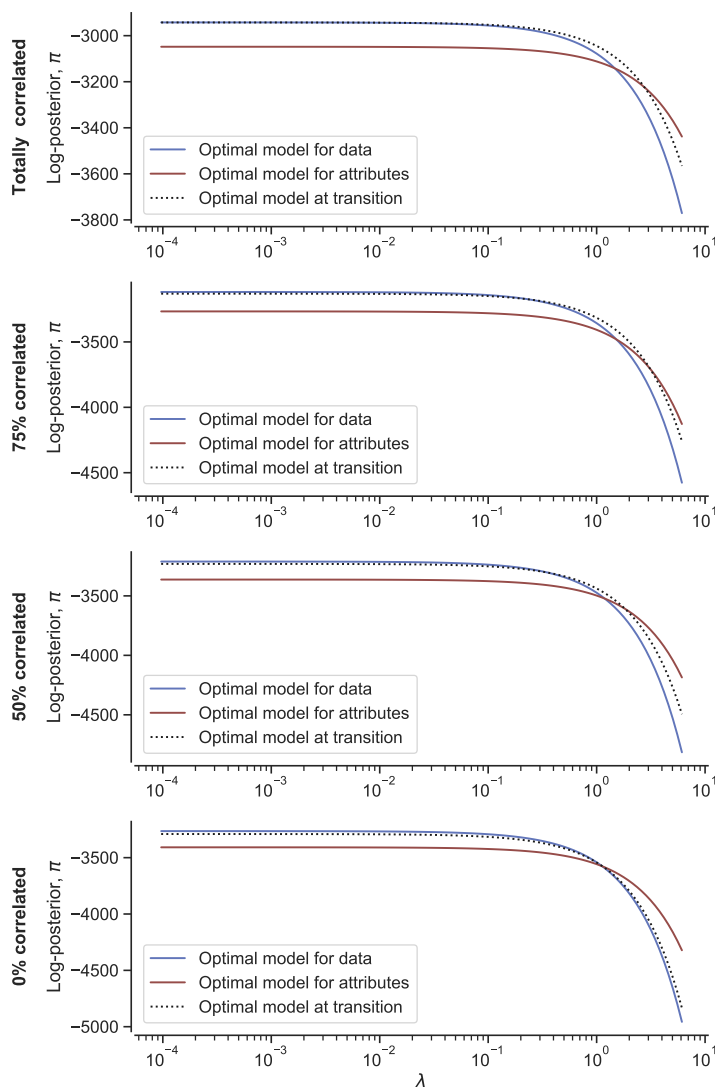 Totally correlated
Log-posterior, π
−3000
−3200
−3400
−3600
−3800
Optimal model for data
Optimal model for attributes
Optimal model at transition
10⁻⁴ 10⁻³ 10⁻² 10⁻¹ 10⁰ 10¹
75% correlated
Log-posterior, π
−3500
−4000
−4500
Optimal model for data
Optimal model for attributes
Optimal model at transition
10⁻⁴ 10⁻³ 10⁻² 10⁻¹ 10⁰ 10¹
50% correlated
Log-posterior, π
−3500
−4000
−4500
Optimal model for data
Optimal model for attributes
Optimal model at transition
10⁻⁴ 10⁻³ 10⁻² 10⁻¹ 10⁰ 10¹
0% correlated
Log-posterior, π
−3500
−4000
−4500
−5000
Optimal model for data
Optimal model for attributes
Optimal model at transition
10⁻⁴ 10⁻³ 10⁻² 10⁻¹ 10⁰ 10¹
λ